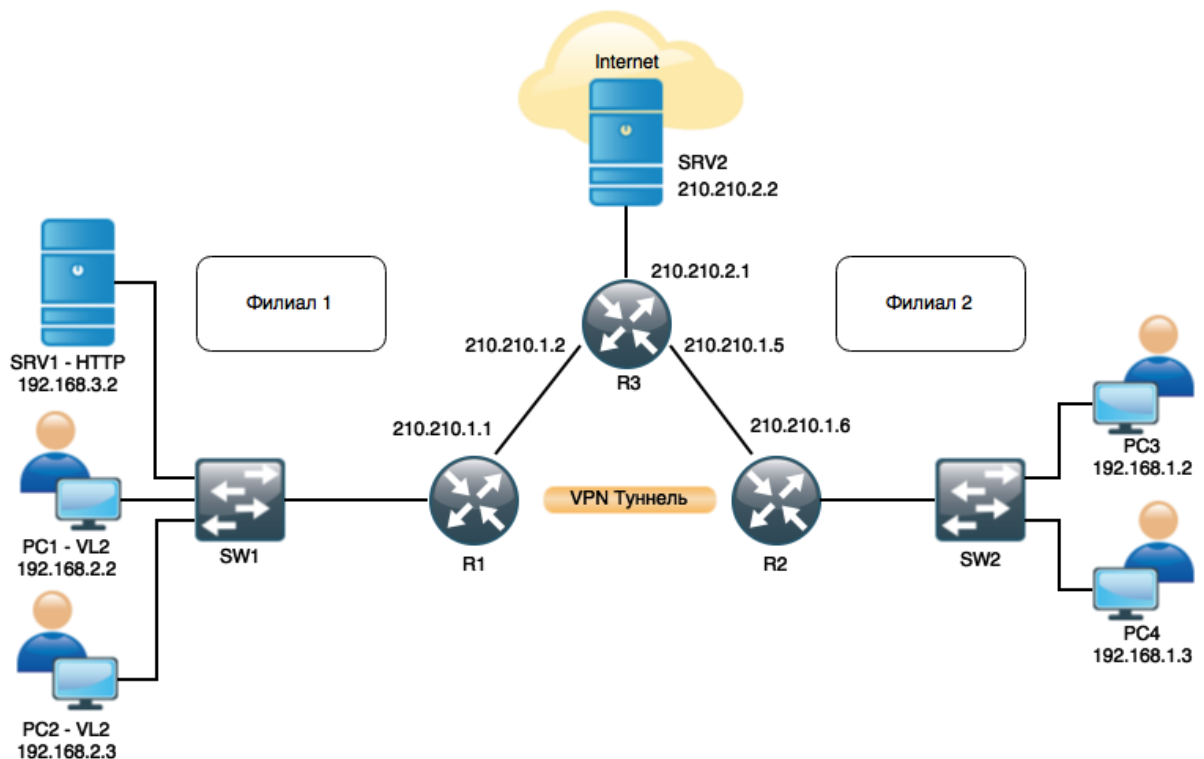 Internet
SRV2
210.210.2.2
210.210.2.1
Филиал 1
Филиал 2
SRV1 - HTTP
192.168.3.2
210.210.1.2
210.210.1.5
R3
210.210.1.1
210.210.1.6
PC3
192.168.1.2
VPN Туннель
PC1 - VL2
192.168.2.2
SW1
R1
R2
SW2
PC4
192.168.1.3
PC2 - VL2
192.168.2.3